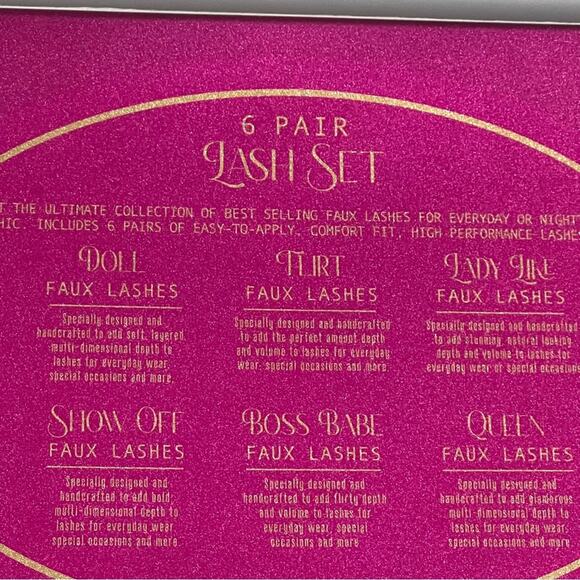 6 PAIR
LASH SET
THE ULTIMATE COLLECTION OF BEST SELLING FAUX LASHES FOR EVERYDAY OR NIGHT
INCLUDES 6 PAIRS OF EASY-TO-APPLY, COMFORT FIT, HIGH PERFORMANCE LASHES
DOLL
FAUX LASHES
Specially designed and
handcrafted to add soft, layered,
multi-dimensional depth to
lashes for everyday wear,
special occasions and more.
FLIRT
FAUX LASHES
Specially designed and handcrafted
to add the perfect amount depth
and volume to lashes for everyday
wear, special occasions and more.
LADY LIKE
FAUX LASHES
Specially designed and handcrafted
to add stunning, natural looking
depth and volume to lashes for
everyday wear or special occasions
SHOW OFF
FAUX LASHES
Specially designed and
handcrafted to add bold,
multi-dimensional depth to
lashes for everyday wear,
special occasions and more.
BOSS BABE
FAUX LASHES
Specially designed and
handcrafted to add flirty depth
and volume to lashes for
everyday wear, special
occasions and more.
QUEEN
FAUX LASHES
Specially designed and
handcrafted to add glamorous
multi-dimensional depth to
lashes for everyday wear,
special occasions and more.